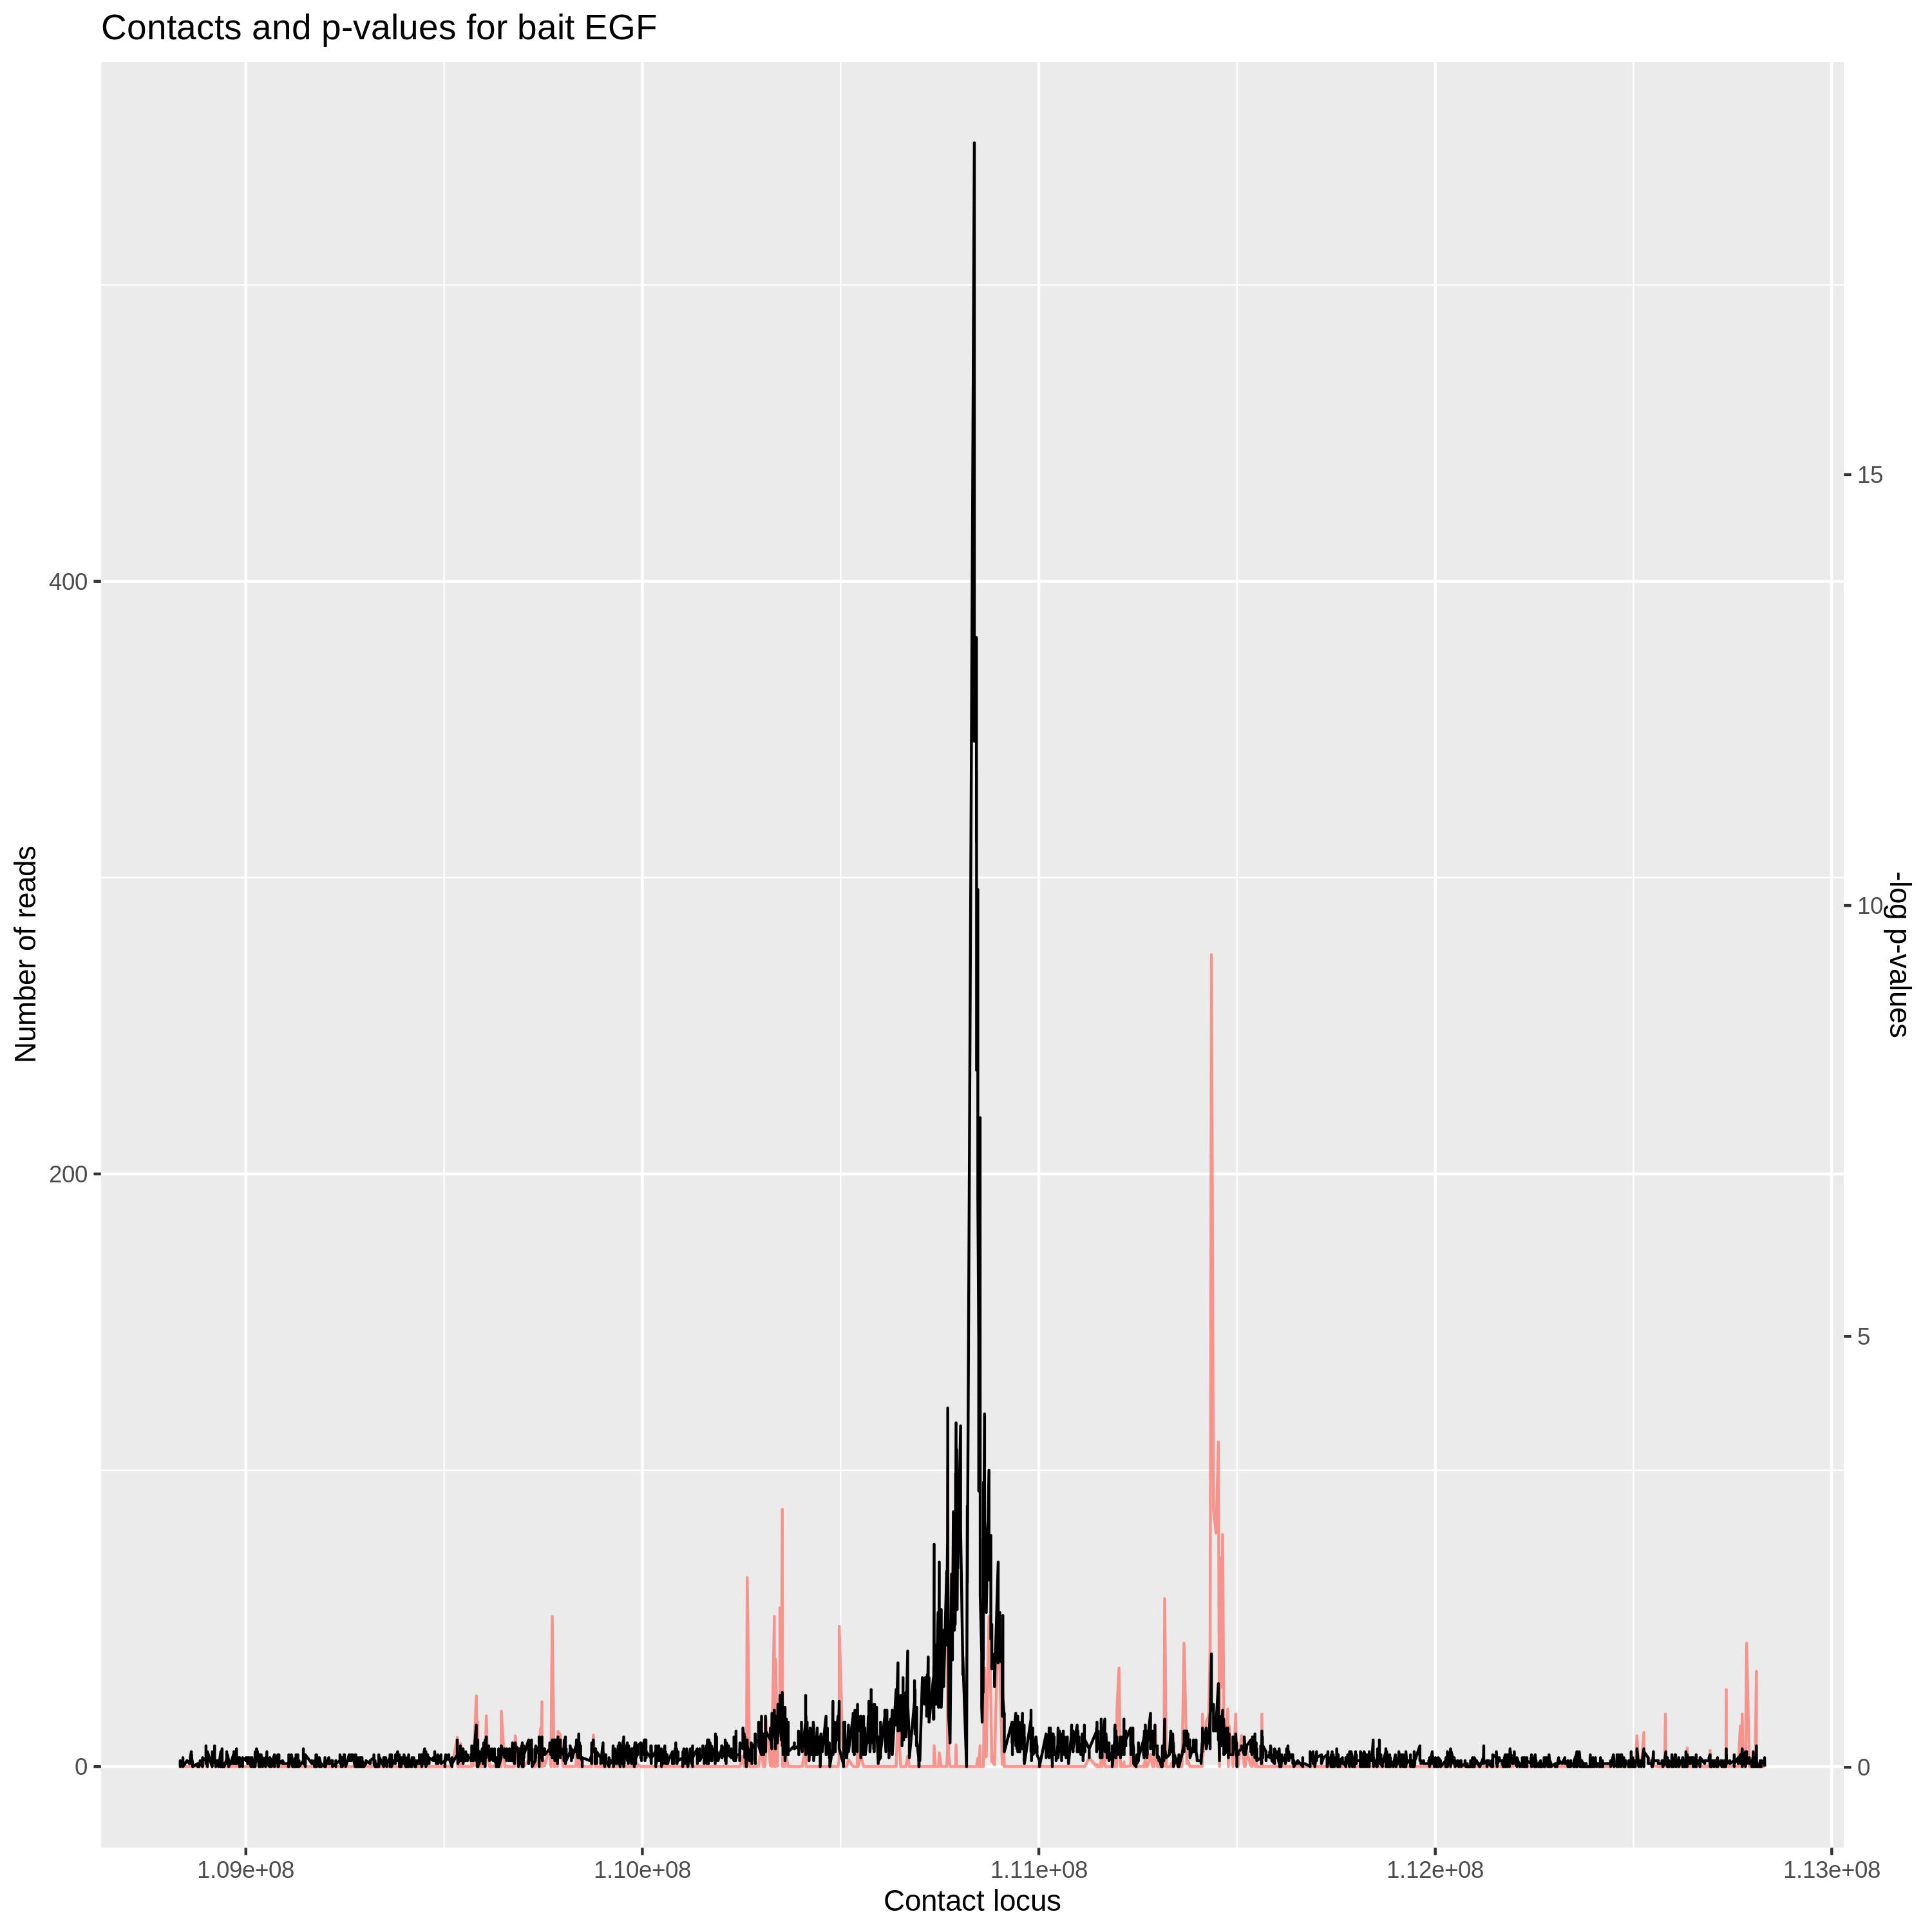 Contacts and p-values for bait EGF
Number of reads
400
200
0
15
10
5
0
-log p-values
1.09e+08
1.10e+08
1.11e+08
1.12e+08
1.13e+08
Contact locus